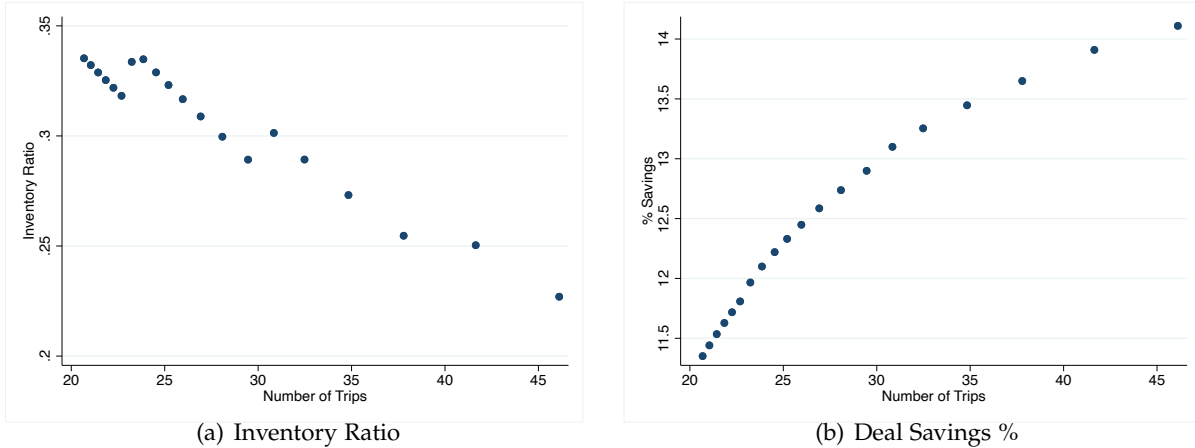 .35
.3
.25
.2
Inventory Ratio
20 25 30 35 40 45
Number of Trips
(a) Inventory Ratio
14
13.5
13
12.5
12
11.5
% Savings
20 25 30 35 40 45
Number of Trips
(b) Deal Savings %